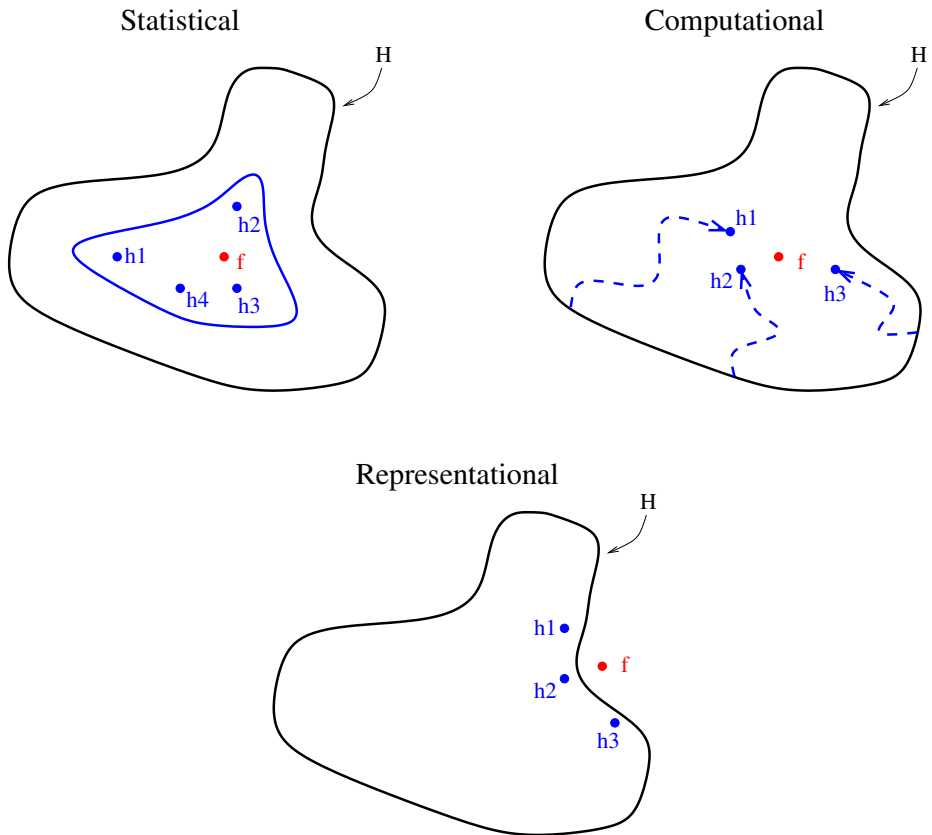 Statistical
H
h2
h1
f
h4
h3
Computational
H
h1
f
h2
h3
Representational
H
h1
f
h2
h3